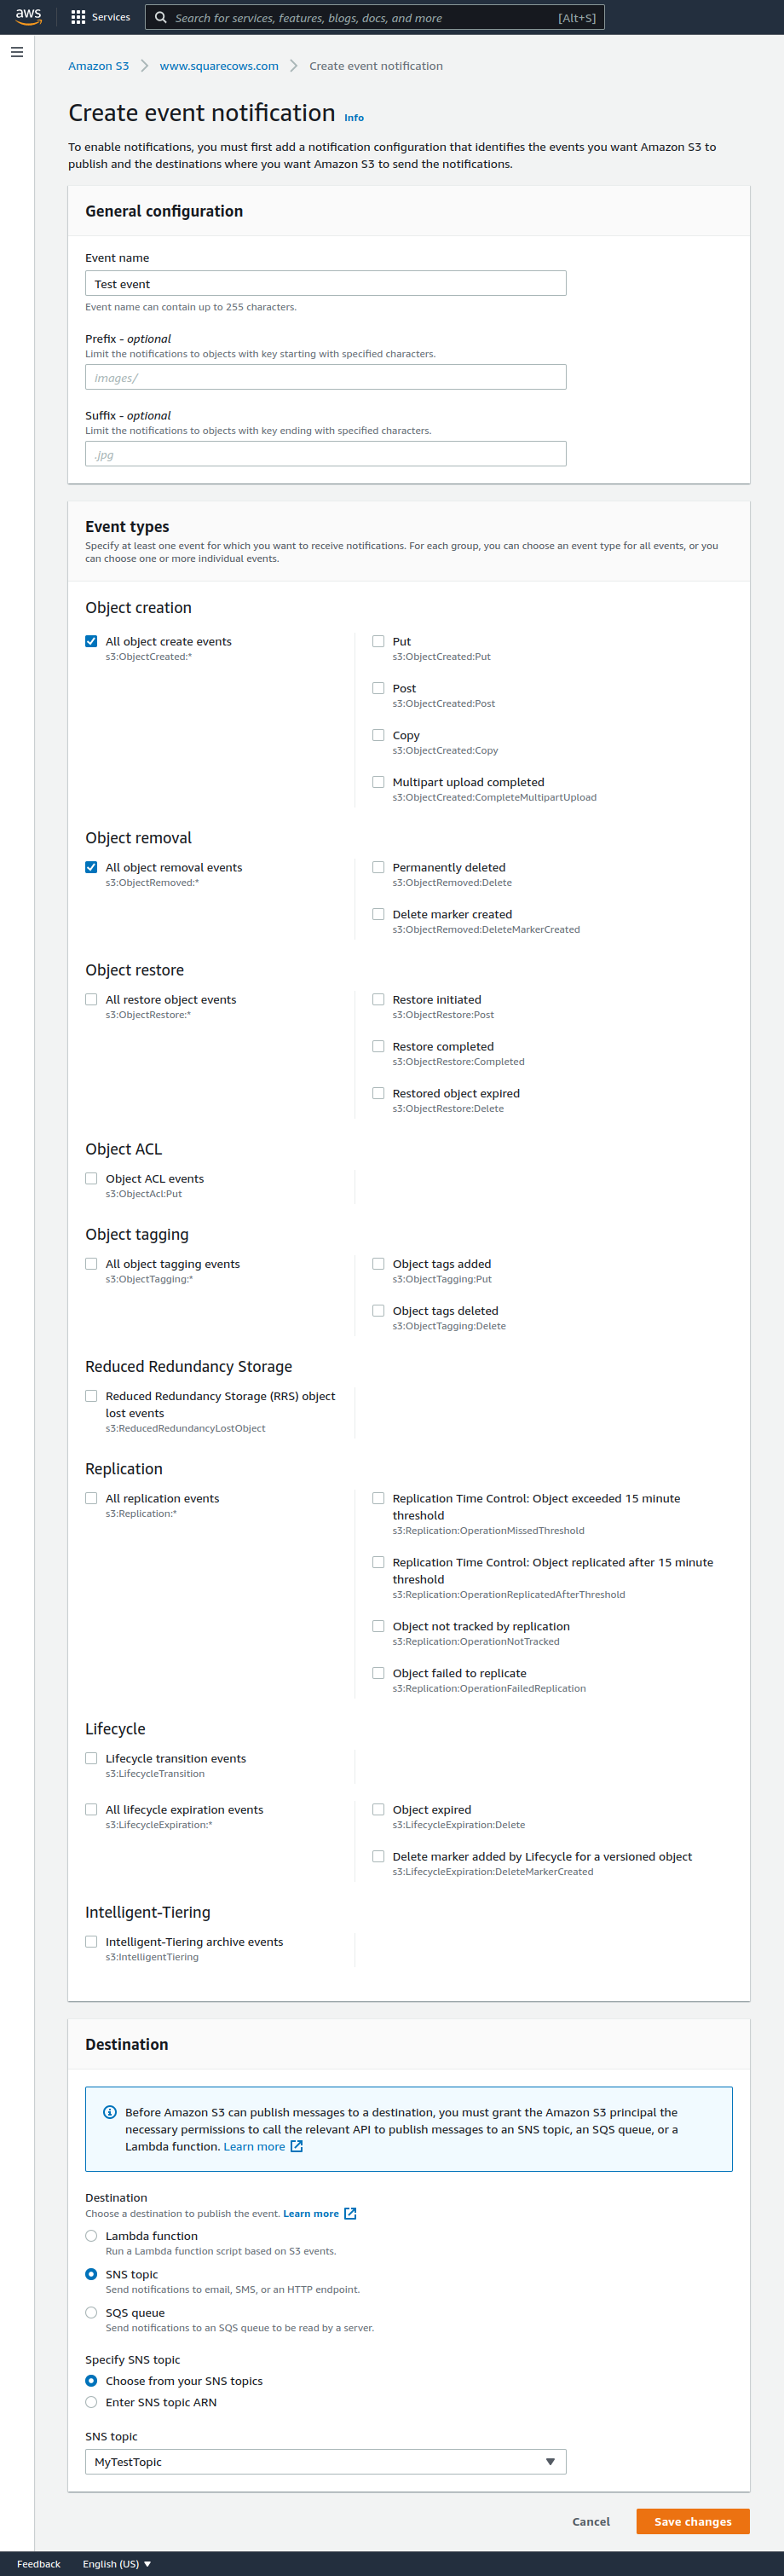 aws
Services
Search for services, features, blogs, docs, and more
[Alt+S]
Amazon S3
www.squarecows.com
Create event notification
Create event notification Info
To enable notifications, you must first add a notification configuration that identifies the events you want Amazon S3 to
publish and the destinations where you want Amazon S3 to send the notifications.
General configuration
Event name
Test event
Event name can contain up to 255 characters.
Prefix - optional
Limit the notifications to objects with key starting with specified characters.
Images/
Suffix - optional
Limit the notifications to objects with key ending with specified characters.
.jpg
Event types
Specify at least one event for which you want to receive notifications. For each group, you can choose an event type for all events, or you
can choose one or more individual events.
Object creation
All object create events
s3:ObjectCreated:*
Put
s3:ObjectCreated:Put
Post
s3:ObjectCreated:Post
Copy
s3:ObjectCreated:Copy
Multipart upload completed
s3:ObjectCreated:CompleteMultipartUpload
Object removal
All object removal events
s3:ObjectRemoved:*
Permanently deleted
s3:ObjectRemoved:Delete
Delete marker created
s3:ObjectRemoved:DeleteMarkerCreated
Object restore
All restore object events
s3:ObjectRestore:*
Restore initiated
s3:ObjectRestore:Post
Restore completed
s3:ObjectRestore:Completed
Restored object expired
s3:ObjectRestore:Delete
Object ACL
Object ACL events
s3:ObjectAcl:Put
Object tagging
All object tagging events
s3:ObjectTagging:*
Object tags added
s3:ObjectTagging:Put
Object tags deleted
s3:ObjectTagging:Delete
Reduced Redundancy Storage
Reduced Redundancy Storage (RRS) object
lost events
s3:ReducedRedundancyLostObject
Replication
All replication events
s3:Replication:*
Replication Time Control: Object exceeded 15 minute
threshold
s3:Replication:OperationMissedThreshold
Replication Time Control: Object replicated after 15 minute
threshold
s3:Replication:OperationReplicatedAfterThreshold
Object not tracked by replication
s3:Replication:OperationNotTracked
Object failed to replicate
s3:Replication:OperationFailedReplication
Lifecycle
Lifecycle transition events
s3:LifecycleTransition
All lifecycle expiration events
s3:LifecycleExpiration:*
Object expired
s3:LifecycleExpiration:Delete
Delete marker added by Lifecycle for a versioned object
s3:LifecycleExpiration:DeleteMarkerCreated
Intelligent-Tiering
Intelligent-Tiering archive events
s3:IntelligentTiering
Destination
Before Amazon S3 can publish messages to a destination, you must grant the Amazon S3 principal the
necessary permissions to call the relevant API to publish messages to an SNS topic, an SQS queue, or a
Lambda function. Learn more
Destination
Choose a destination to publish the event. Learn more
Lambda function
Run a Lambda function script based on S3 events.
SNS topic
Send notifications to email, SMS, or an HTTP endpoint.
SQS queue
Send notifications to an SQS queue to be read by a server.
Specify SNS topic
Choose from your SNS topics
Enter SNS topic ARN
SNS topic
MyTestTopic
Cancel
Save changes
Feedback
English (US)